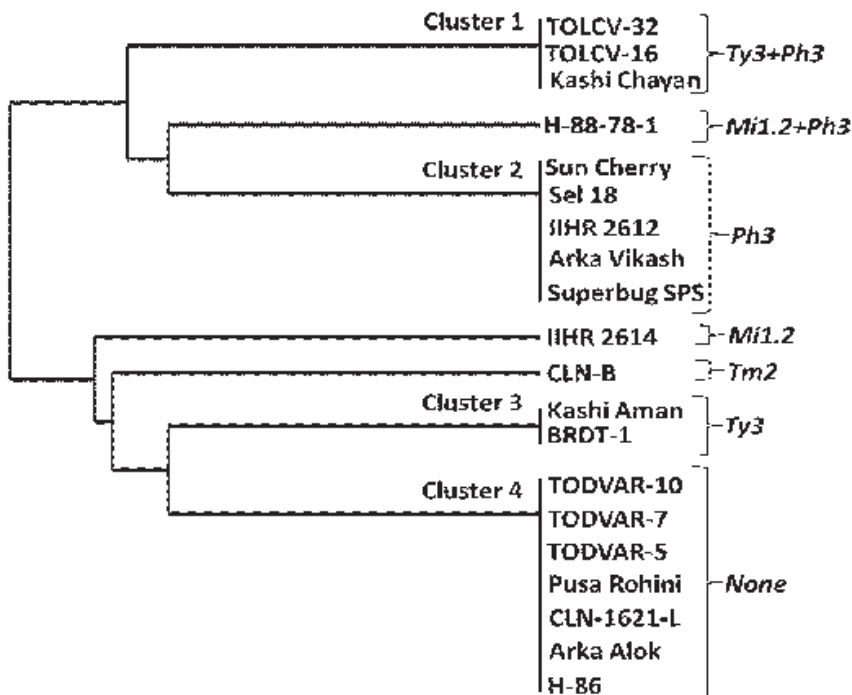 Cluster 1
TOLCV-32
TOLCV-16
Kashi Chayan
Ty3+Ph3
H-88-78-1
Mi1.2+Ph3
Cluster 2
Sun Cherry
Sel 18
IIHR 2612
Arka Vikash
Superbug SPS
Ph3
IIHR 2614
Mi1.2
CLN-B
Tm2
Cluster 3
Kashi Aman
BRDT-1
Ty3
Cluster 4
TODVAR-10
TODVAR-7
TODVAR-5
Pusa Rohini
CLN-1621-L
Arka Alok
H-86
None